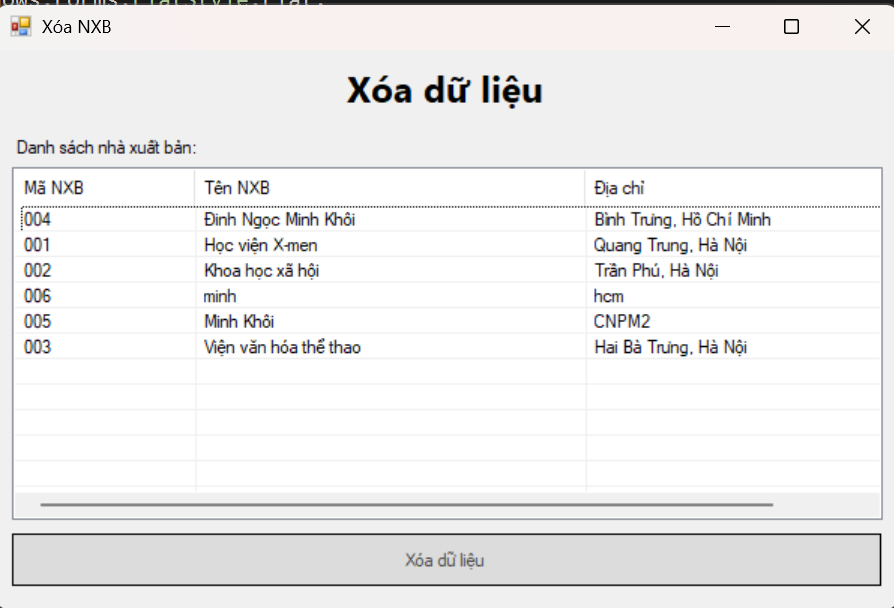 Xóa NXB
Xóa dữ liệu
Danh sách nhà xuất bản:
Mã NXB Tên NXB Địa chỉ
004 Đinh Ngọc Minh Khôi Bình Trưng, Hồ Chí Minh
001 Học viện X-men Quang Trung, Hà Nội
002 Khoa học xã hội Trần Phú, Hà Nội
006 minh hcm
005 Minh Khôi CNPM2
003 Viện văn hóa thể thao Hai Bà Trưng, Hà Nội
Xóa dữ liệu